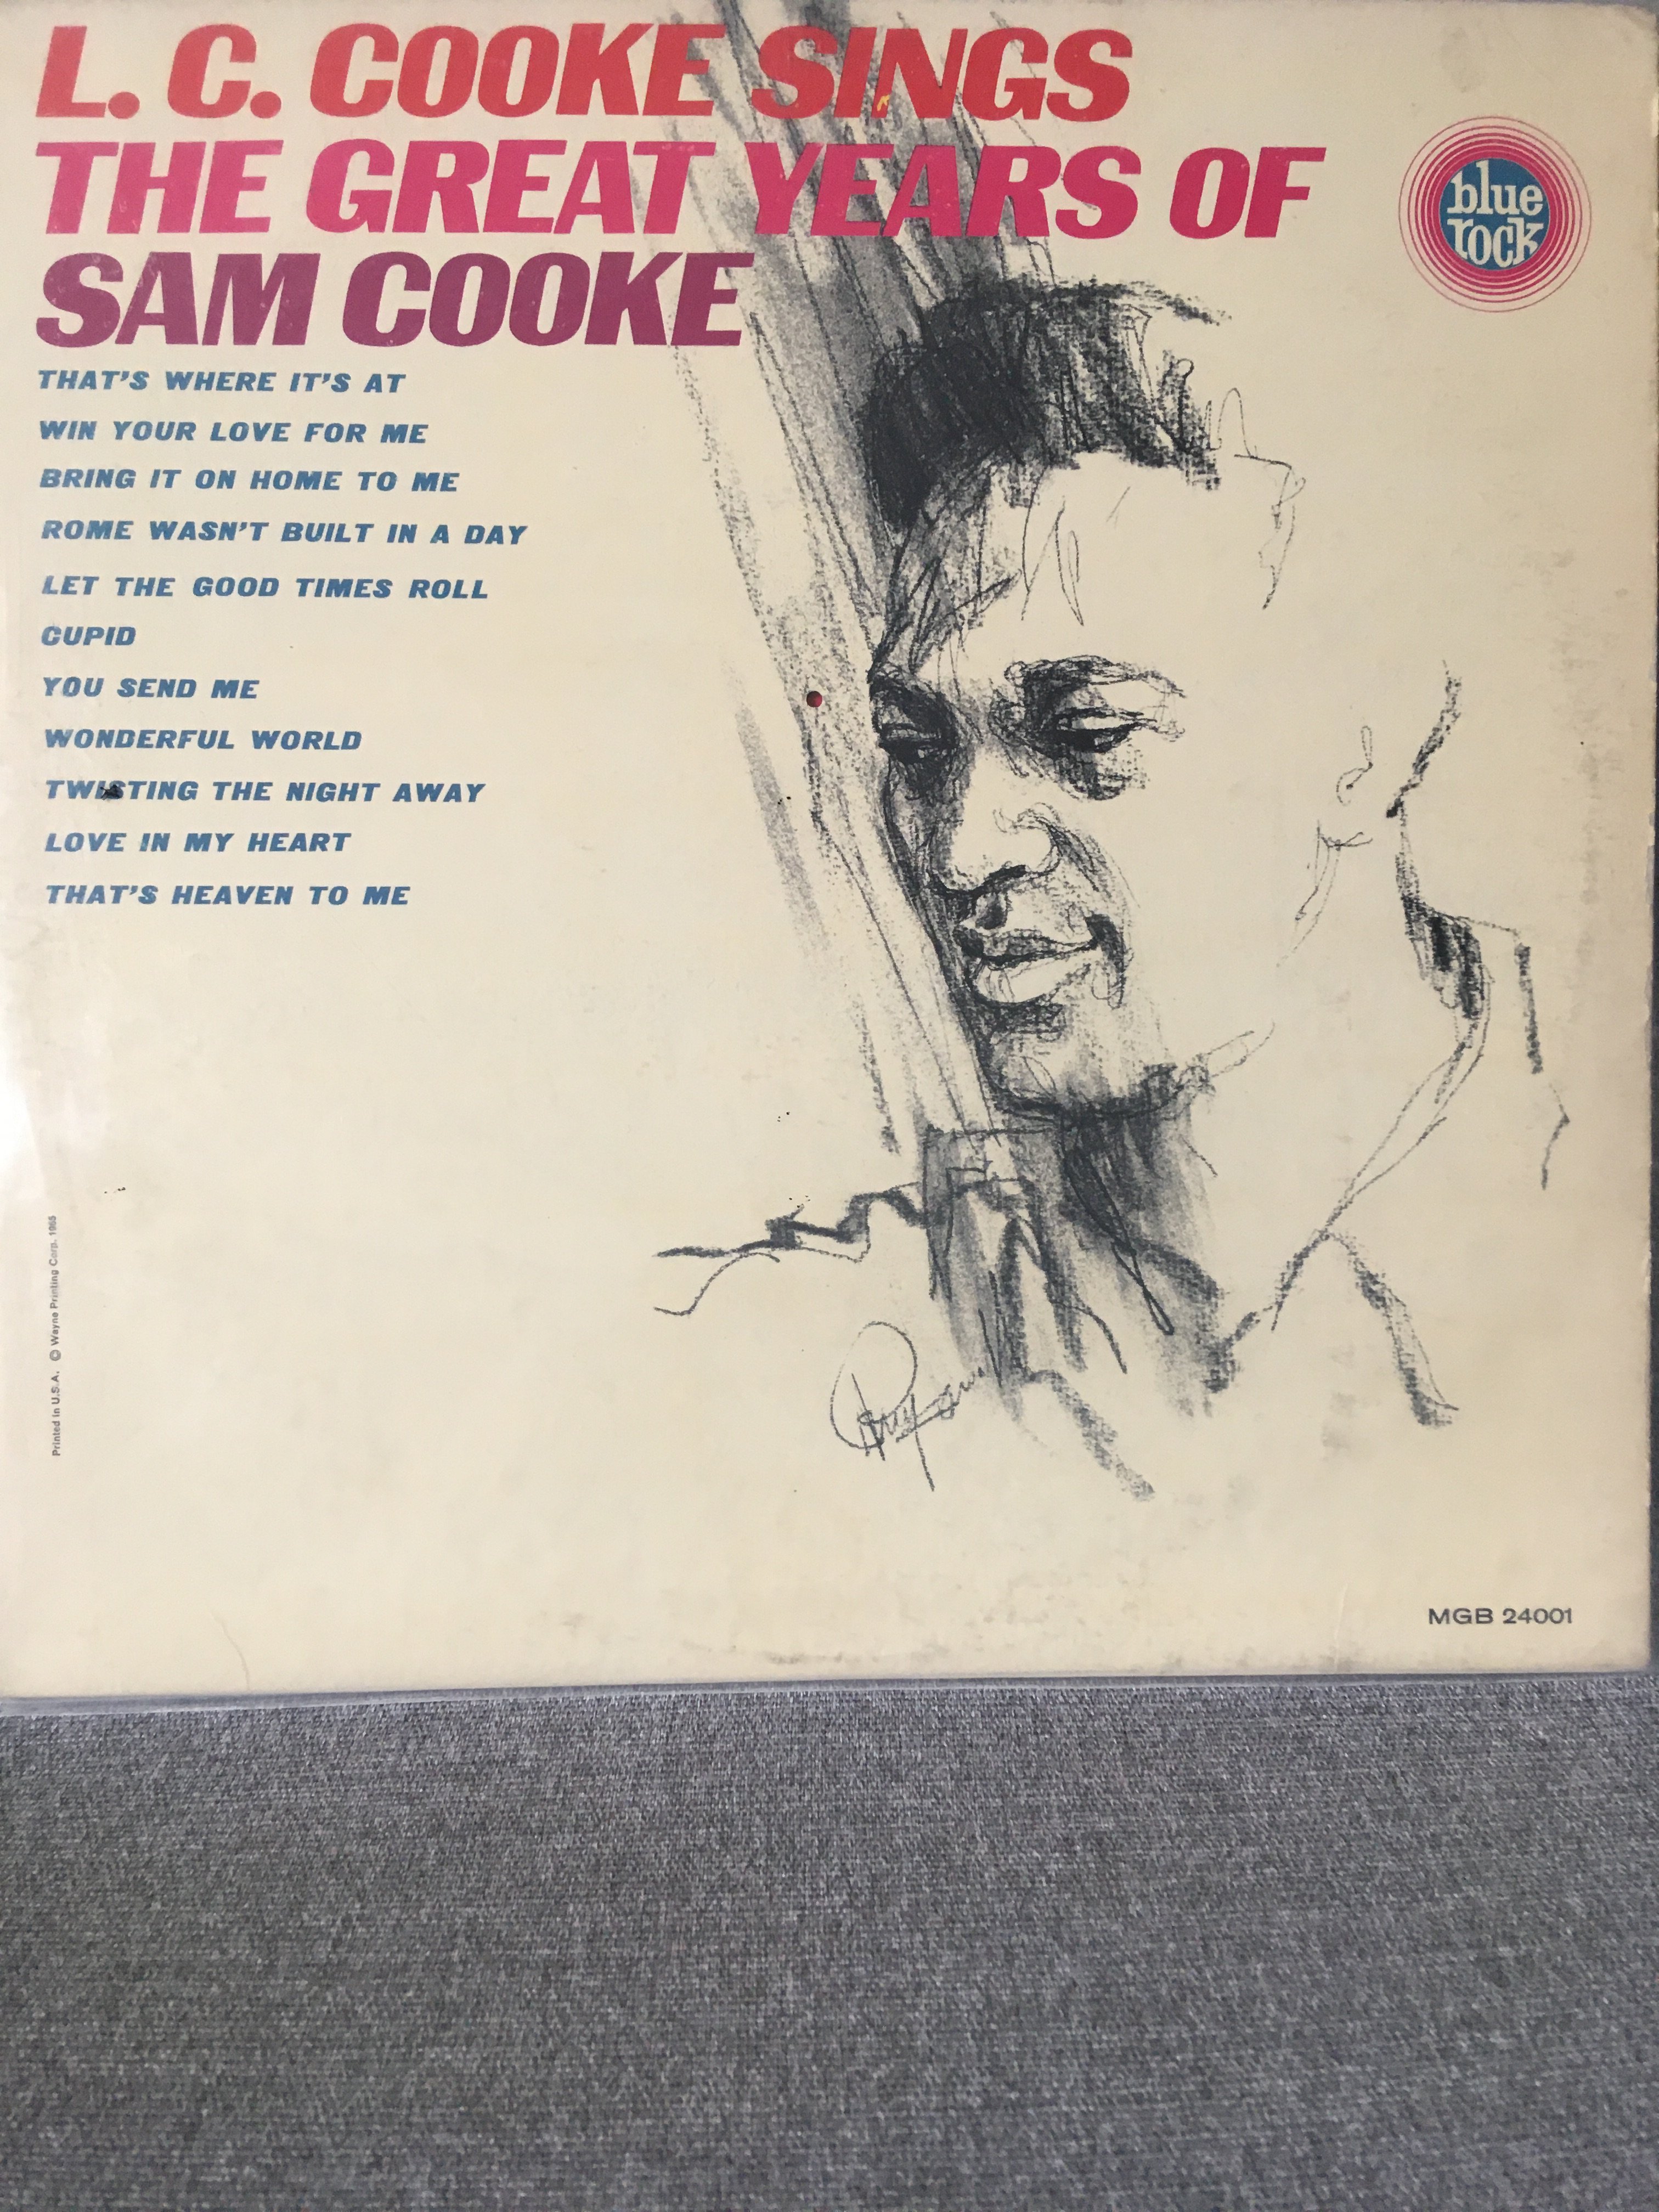 L. C. COOKE SINGS
THE GREAT YEARS OF
SAM COOKE
blue
rock
THAT'S WHERE IT'S AT
WIN YOUR LOVE FOR ME
BRING IT ON HOME TO ME
ROME WASN'T BUILT IN A DAY
LET THE GOOD TIMES ROLL
CUPID
YOU SEND ME
WONDERFUL WORLD
TWISTING THE NIGHT AWAY
LOVE IN MY HEART
THAT'S HEAVEN TO ME
Printed in U.S.A. © Wayne Printing Corp. 1965
MGB 24001